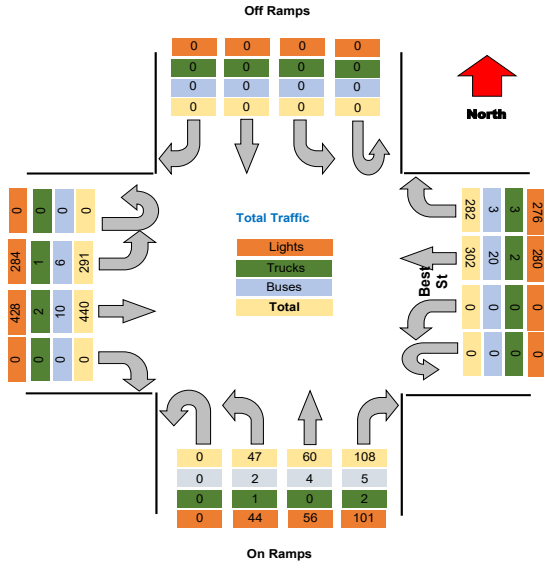 Off Ramps
0 0 0 0
0 0 0 0
0 0 0 0
0 0 0 0
North
0 0 0 0
284 1 6 291
428 2 10 440
0 0 0 0
Total Traffic
Lights
Trucks
Buses
Total
Best
St
282 3 3 276
302 20 2 280
0 0 0 0
0 0 0 0
0 47 60 108
0 2 4 5
0 1 0 2
0 44 56 101
On Ramps